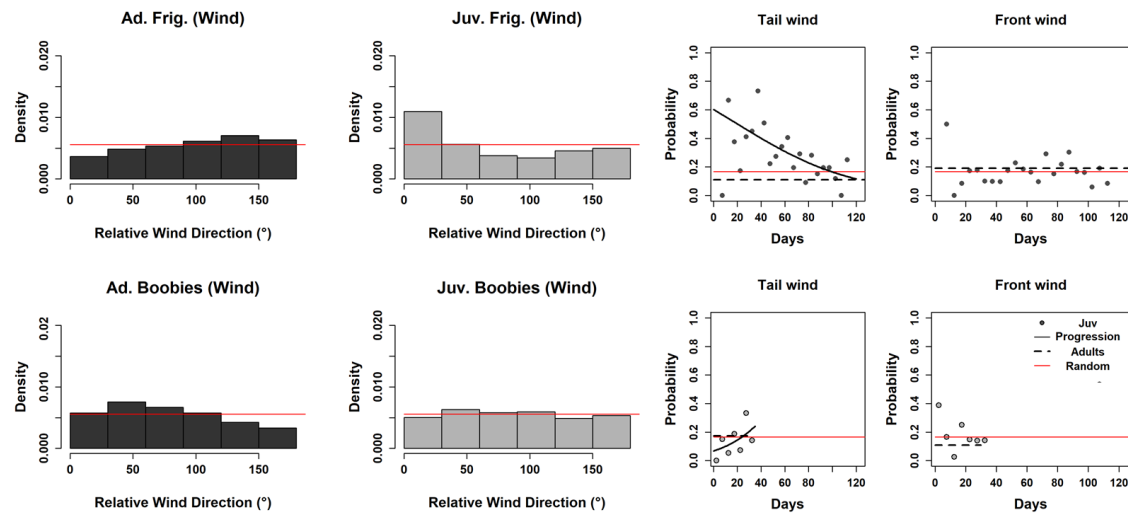 Ad. Frig. (Wind)
Density
0.000
0.010
0.020
0
50
100
150
Relative Wind Direction (°)
Juv. Frig. (Wind)
Density
0.000
0.010
0.020
0
50
100
150
Relative Wind Direction (°)
Tail wind
Probability
0.0 0.2 0.4 0.6 0.8 1.0
0 20 40 60 80 100 120
Days
Front wind
Probability
0.0 0.2 0.4 0.6 0.8 1.0
0 20 40 60 80 100 120
Days
Ad. Boobies (Wind)
Density
0.000
0.010
0.02
0
50
100
150
Relative Wind Direction (°)
Juv. Boobies (Wind)
Density
0.000
0.010
0.02
0
50
100
150
Relative Wind Direction (°)
Tail wind
Probability
0.0 0.2 0.4 0.6 0.8 1.0
0 20 40 60 80 100 120
Days
Front wind
Probability
0.0 0.2 0.4 0.6 0.8 1.0
0 20 40 60 80 100 120
Days
Juv
Progression
Adults
Random